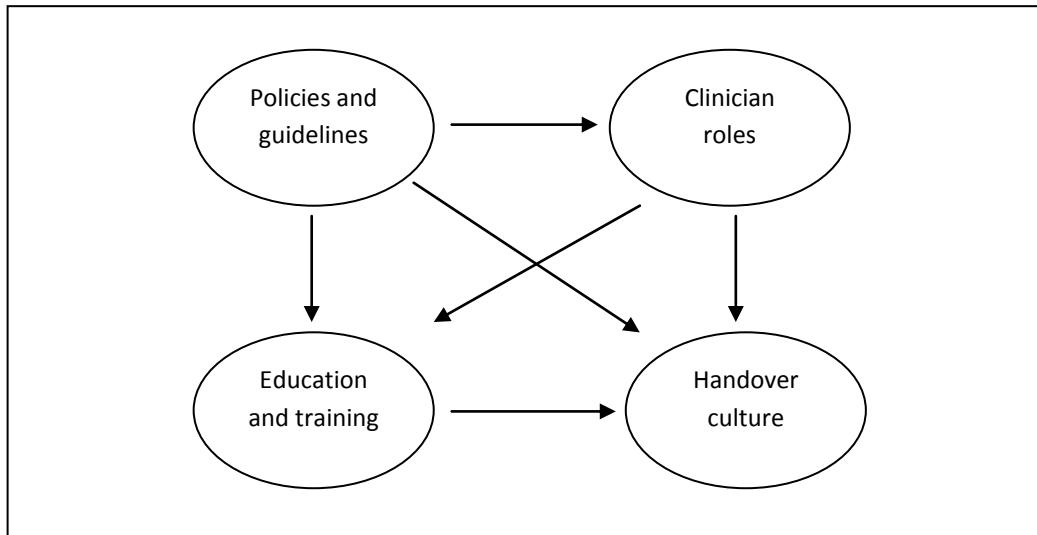 Policies and
guidelines
Clinician
roles
Education
and training
Handover
culture